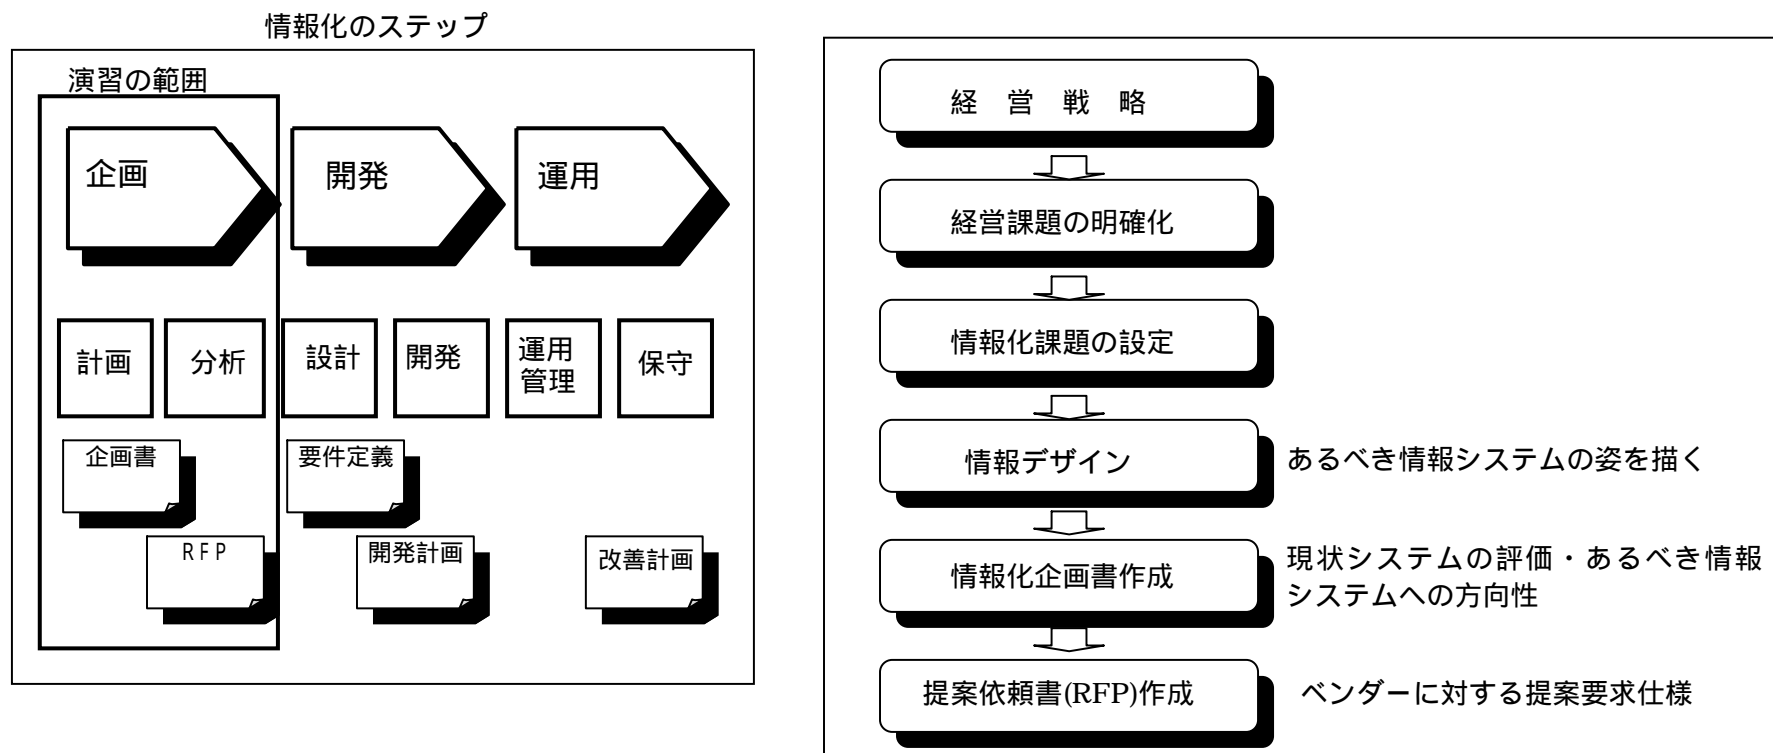 情報化のステップ
演習の範囲
企画
開発
運用
計画
分析
設計
開発
運用
管理
保守
企画書
要件定義
RFP
開発計画
改善計画
経 営 戦 略
経営課題の明確化
情報化課題の設定
情報デザイン
あるべき情報システムの姿を描く
情報化企画書作成
現状システムの評価・あるべき情報
システムへの方向性
提案依頼書(RFP)作成
ベンダーに対する提案要求仕様